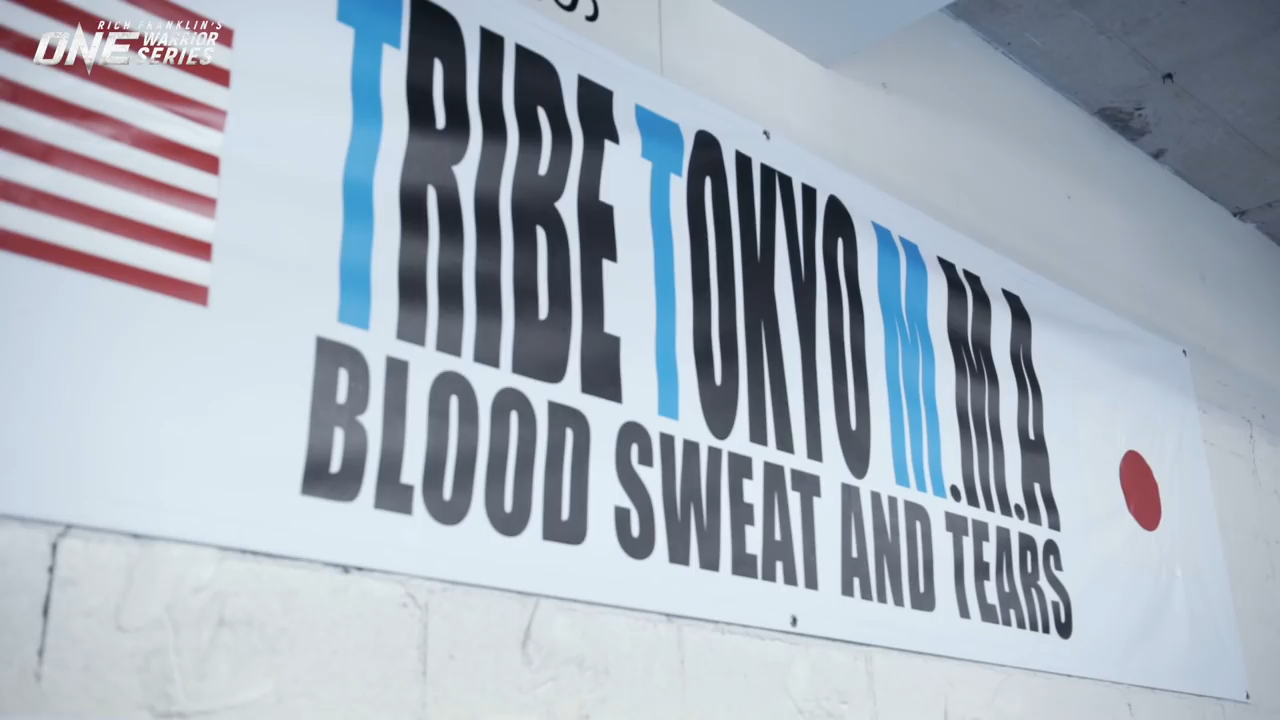 RICH FRANKLIN'S
ONE WARRIOR
SERIES
TRIBE TOKYO M.M.A
BLOOD SWEAT AND TEARS